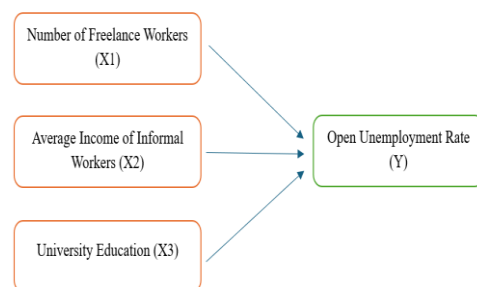 Number of Freelance Workers
(X1)
Average Income of Informal
Workers (X2)
University Education (X3)
Open Unemployment Rate
(Y)